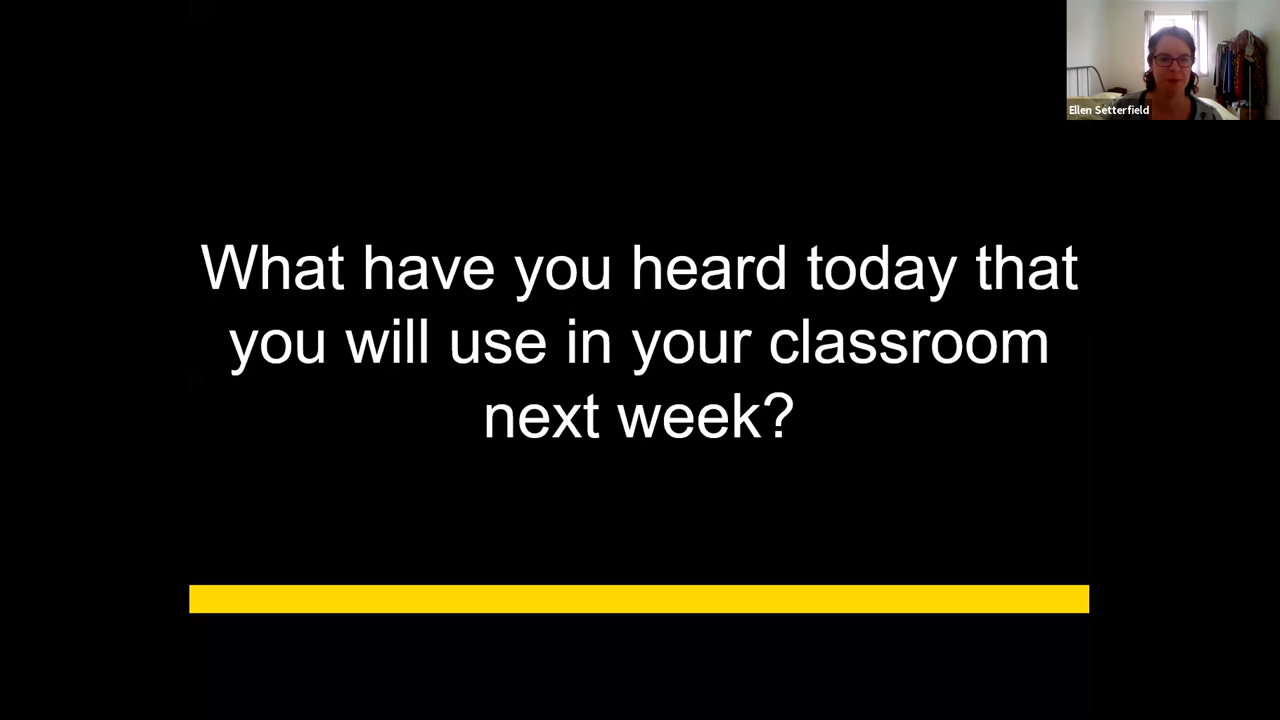 Ellen Setterfield
What have you heard today that
you will use in your classroom
next week?